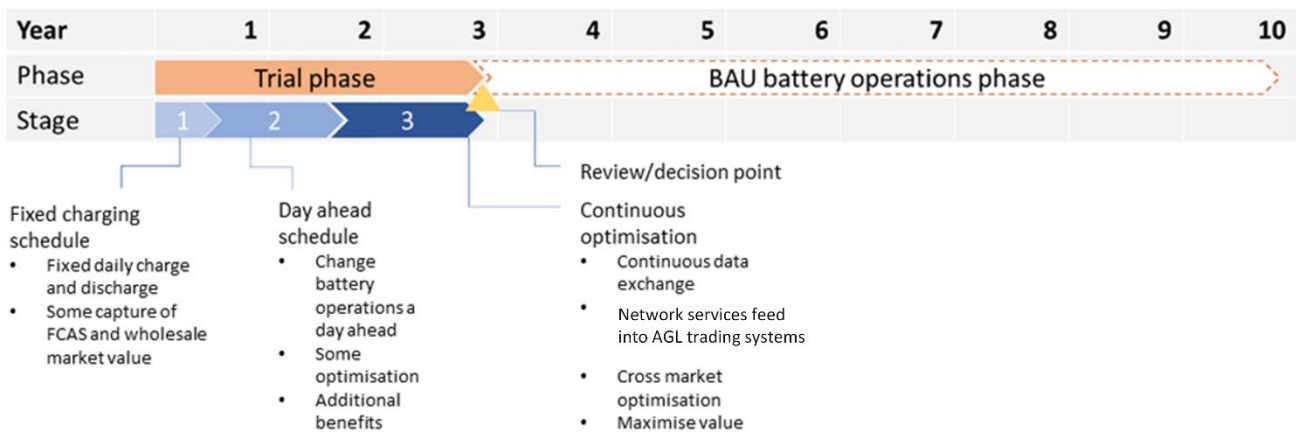 Year 1 2 3 4 5 6 7 8 9 10
Phase Trial phase BAU battery operations phase
Stage 1 2 3
Review/decision point
Fixed charging
schedule
• Fixed daily charge
and discharge
• Some capture of
FCAS and wholesale
market value
Day ahead
schedule
• Change
battery
operations a
day ahead
• Some
optimisation
• Additional
benefits
Continuous
optimisation
• Continuous data
exchange
• Network services feed
into AGL trading systems
• Cross market
optimisation
• Maximise value